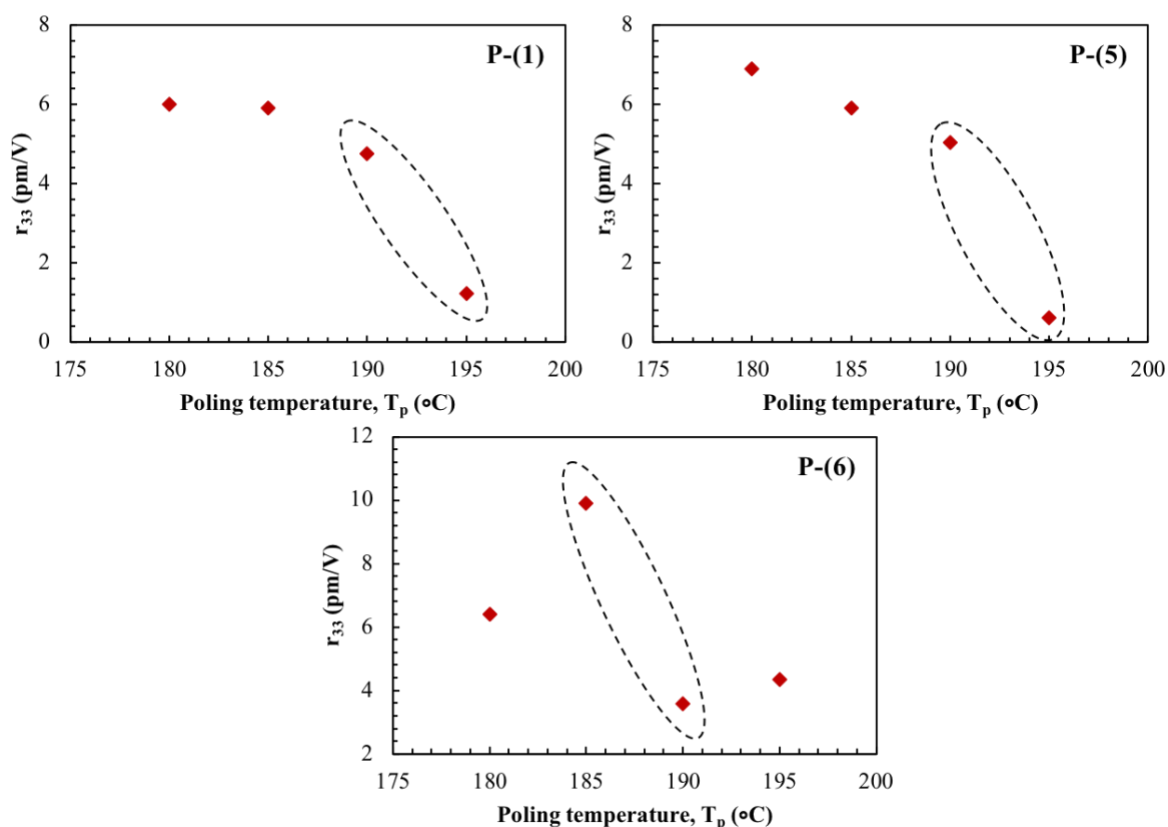 P-(1)
r33 (pm/V)
8
6
4
2
0
175 180 185 190 195 200
Poling temperature, Tp (∘C)
P-(5)
r33 (pm/V)
8
6
4
2
0
175 180 185 190 195 200
Poling temperature, Tp (∘C)
P-(6)
r33 (pm/V)
12
10
8
6
4
2
175 180 185 190 195 200
Poling temperature, Tp (∘C)